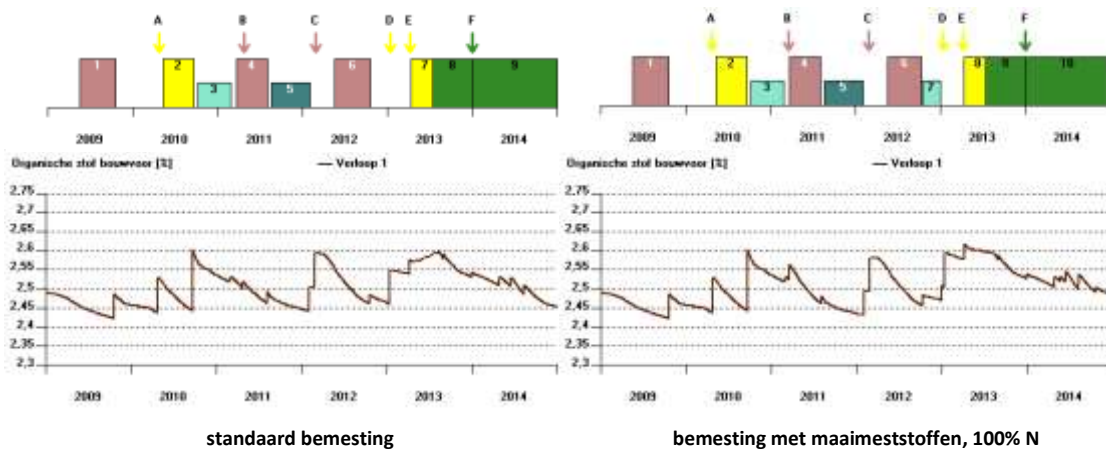 A B C D E F
1 2 3 4 5 6 7 8 9
2009 2010 2011 2012 2013 2014
Organische stof bouwvoor [%] Verloop 1
2,75
2,7
2,65
2,6
2,55
2,5
2,45
2,4
2,35
2,3
2009 2010 2011 2012 2013 2014
standaard bemesting
A B C D E F
1 2 3 4 5 6 7 8 9 10
2009 2010 2011 2012 2013 2014
Organische stof bouwvoor [%] Verloop 1
2,75
2,7
2,65
2,6
2,55
2,5
2,45
2,4
2,35
2,3
2009 2010 2011 2012 2013 2014
bemesting met maaimeststoffen, 100% N